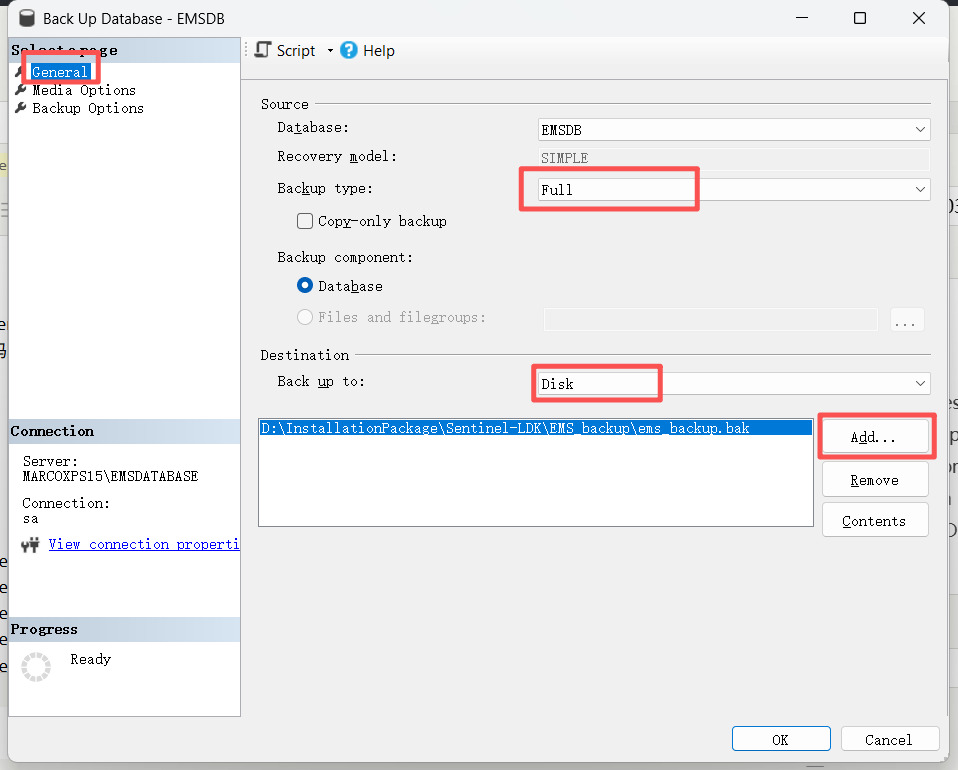 Back Up Database - EMSDB
Select a page
General
Media Options
Backup Options
Script
Help
Source
Database:
EMSDB
Recovery model:
SIMPLE
Backup type:
Full
Copy-only backup
Backup component:
Database
Files and filegroups:
...
Destination
Back up to:
Disk
D:\InstallationPackage\Sentinel-LDK\EMS_backup\ems_backup.bak
Add...
Remove
Contents
Connection
Server:
MARCOXPS15\EMSDATABASE
Connection:
sa
View connection properti
Progress
Ready
OK
Cancel